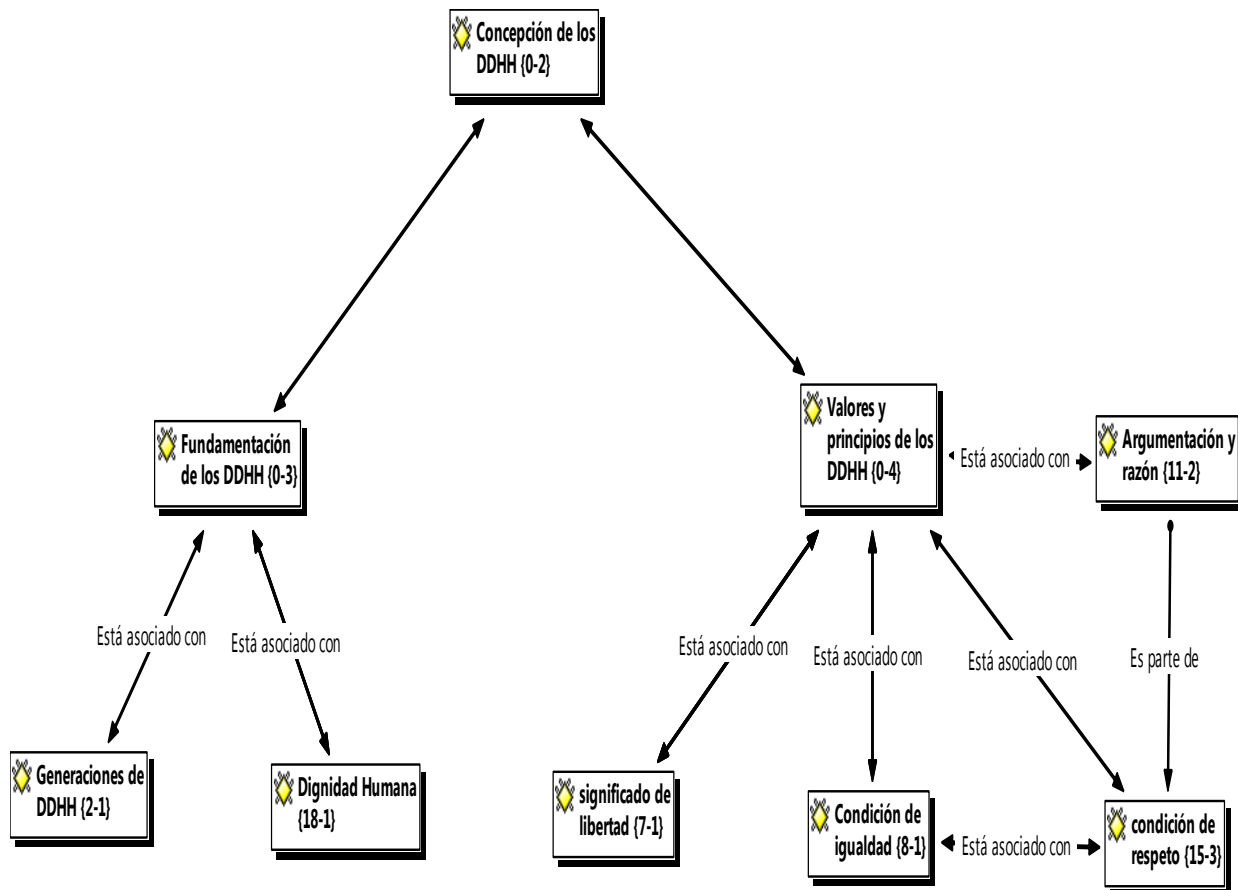 Concepción de los
DDHH {0-2}
Fundamentación
de los DDHH {0-3}
Valores y
principios de los
DDHH {0-4}
Está asociado con
Argumentación y
razón {11-2}
Está asociado con
Está asociado con
Está asociado con
Está asociado con
Está asociado con
Es parte de
Generaciones de
DDHH {2-1}
Dignidad Humana
{18-1}
significado de
libertad {7-1}
Condición de
igualdad {8-1}
Está asociado con
condición de
respeto {15-3}